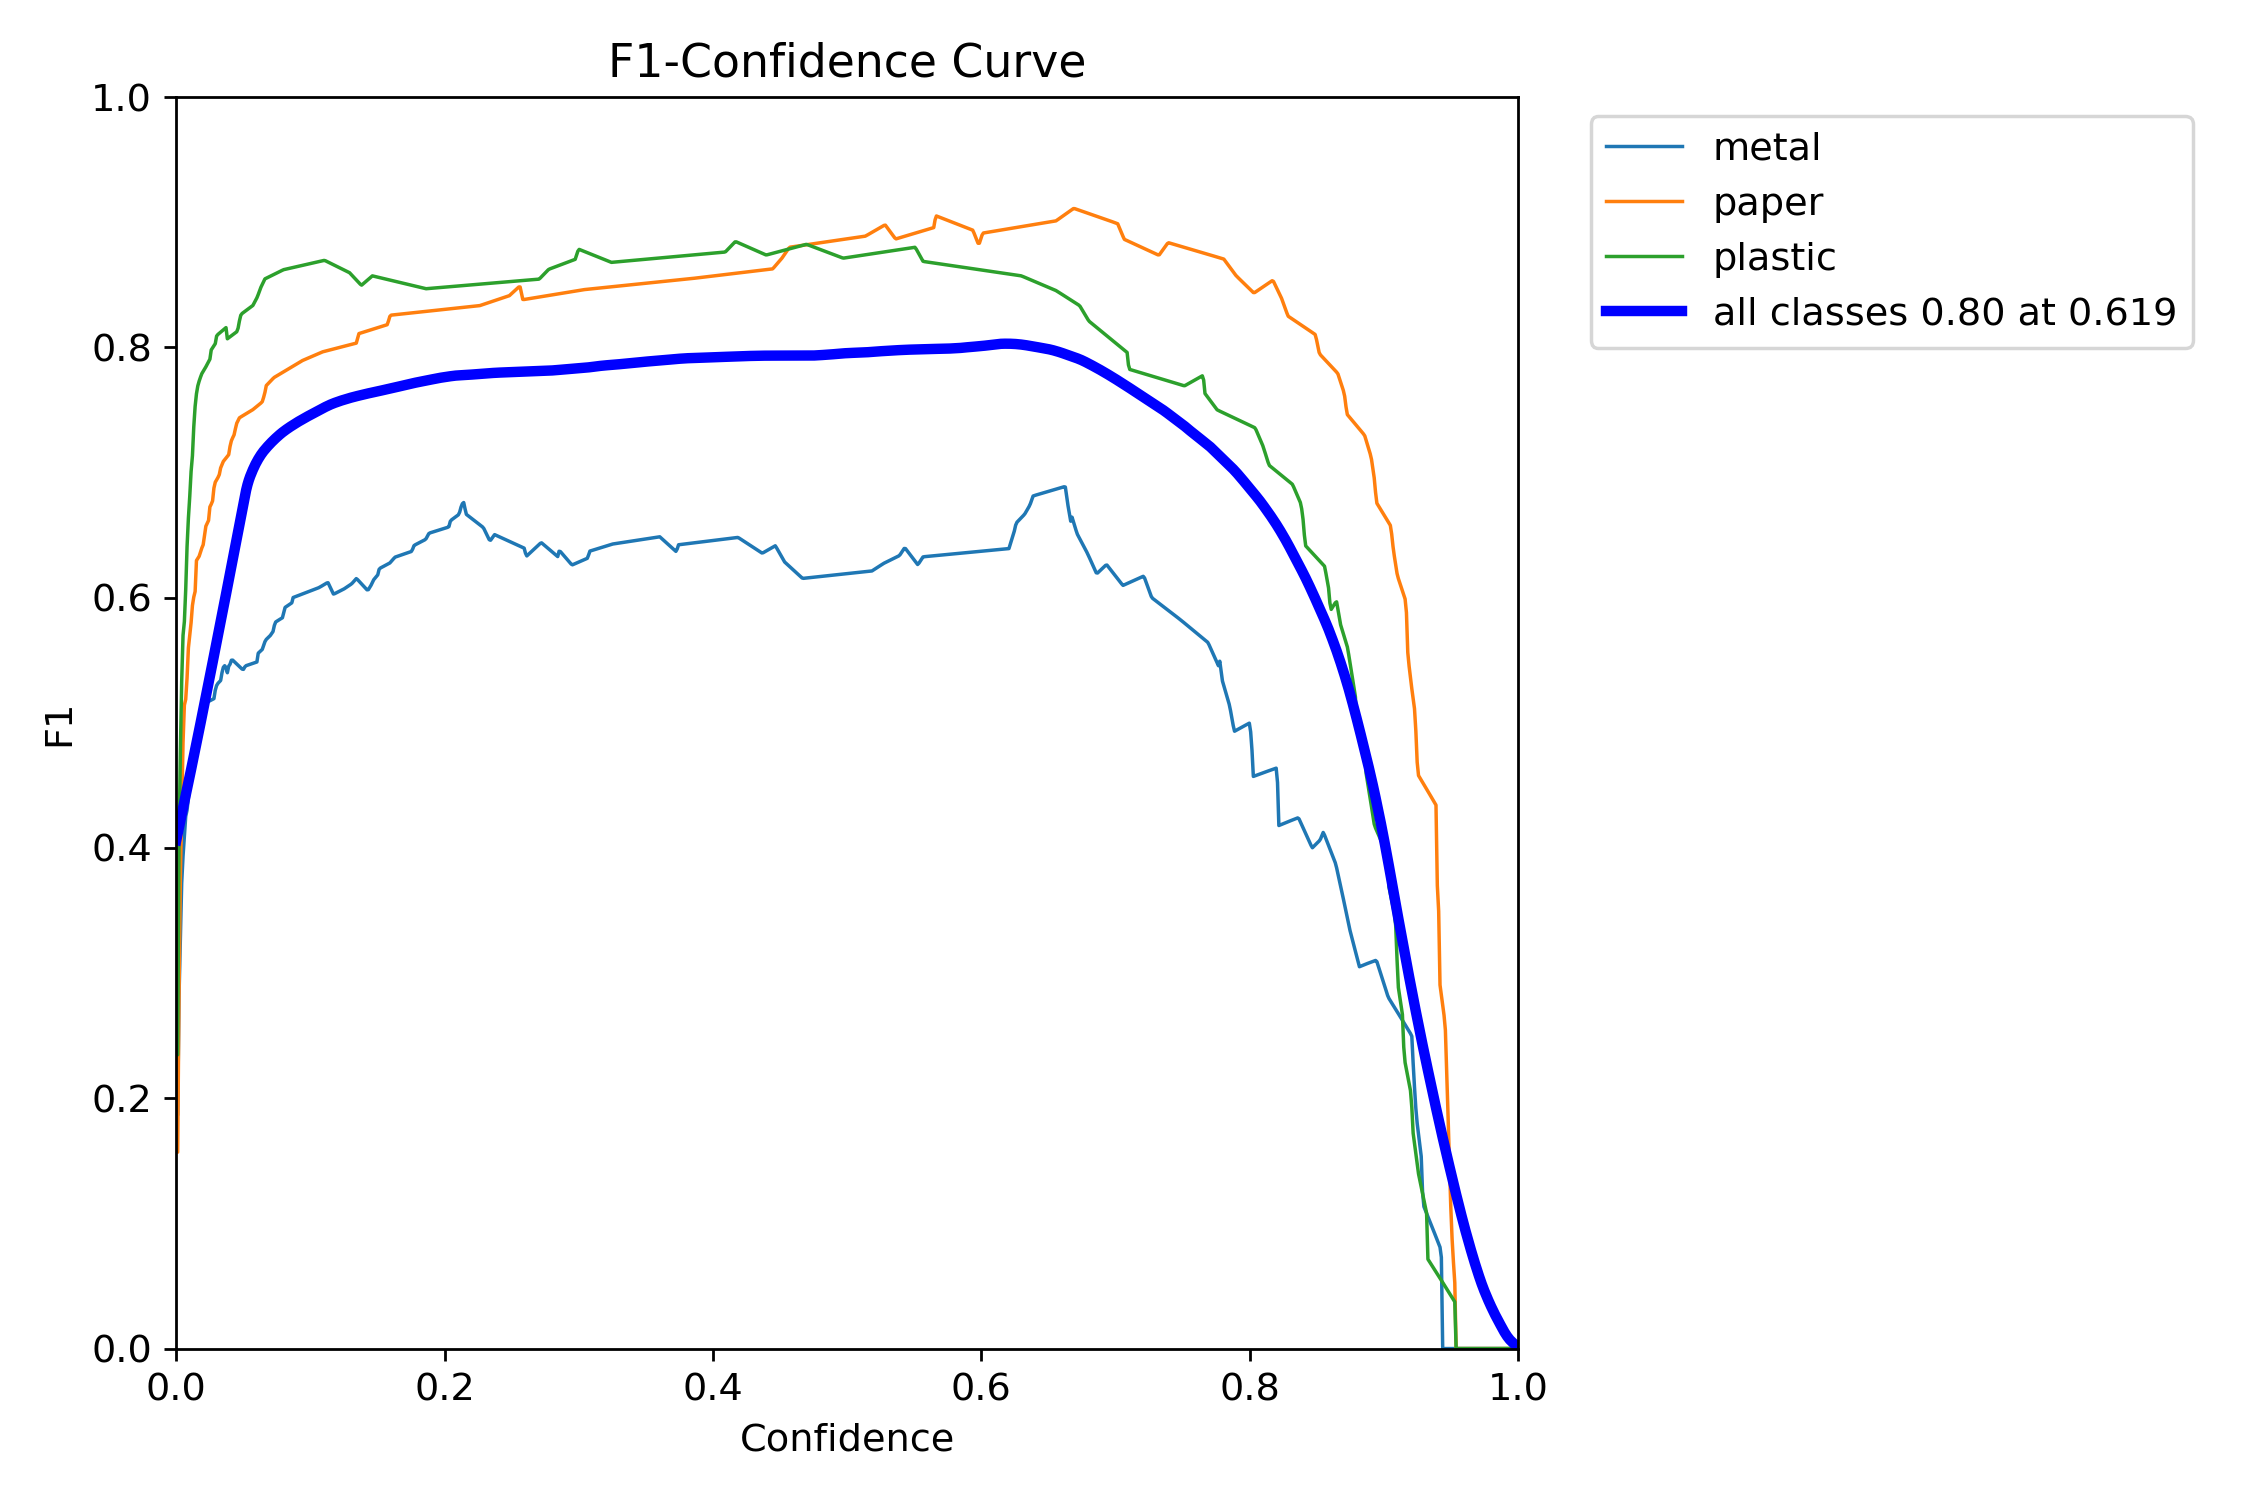 F1-Confidence Curve
1.0
0.8
0.6
0.4
0.2
0.0
F1
0.0 0.2 0.4 0.6 0.8 1.0
Confidence
metal
paper
plastic
all classes 0.80 at 0.619